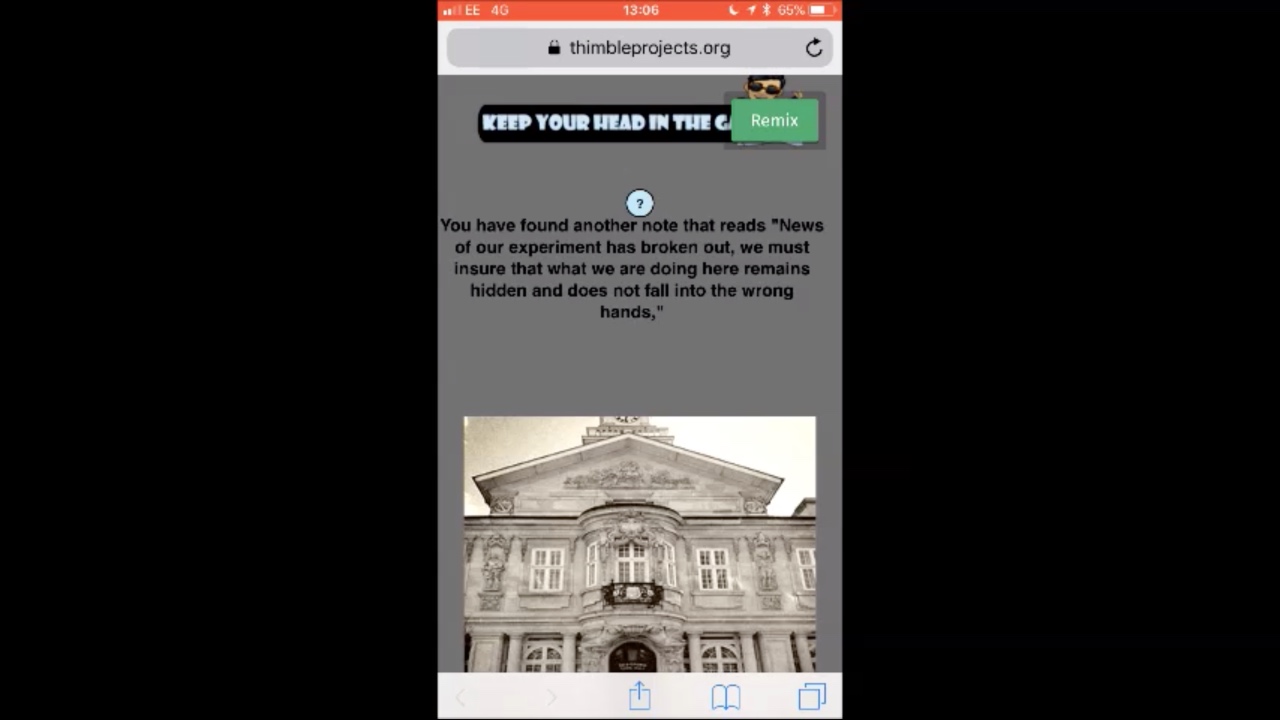 EE 4G 13:06 65%
thimbleprojects.org
KEEP YOUR HEAD IN THE
Remix
?
You have found another note that reads "News
of our experiment has broken out, we must
insure that what we are doing here remains
hidden and does not fall into the wrong
hands,"